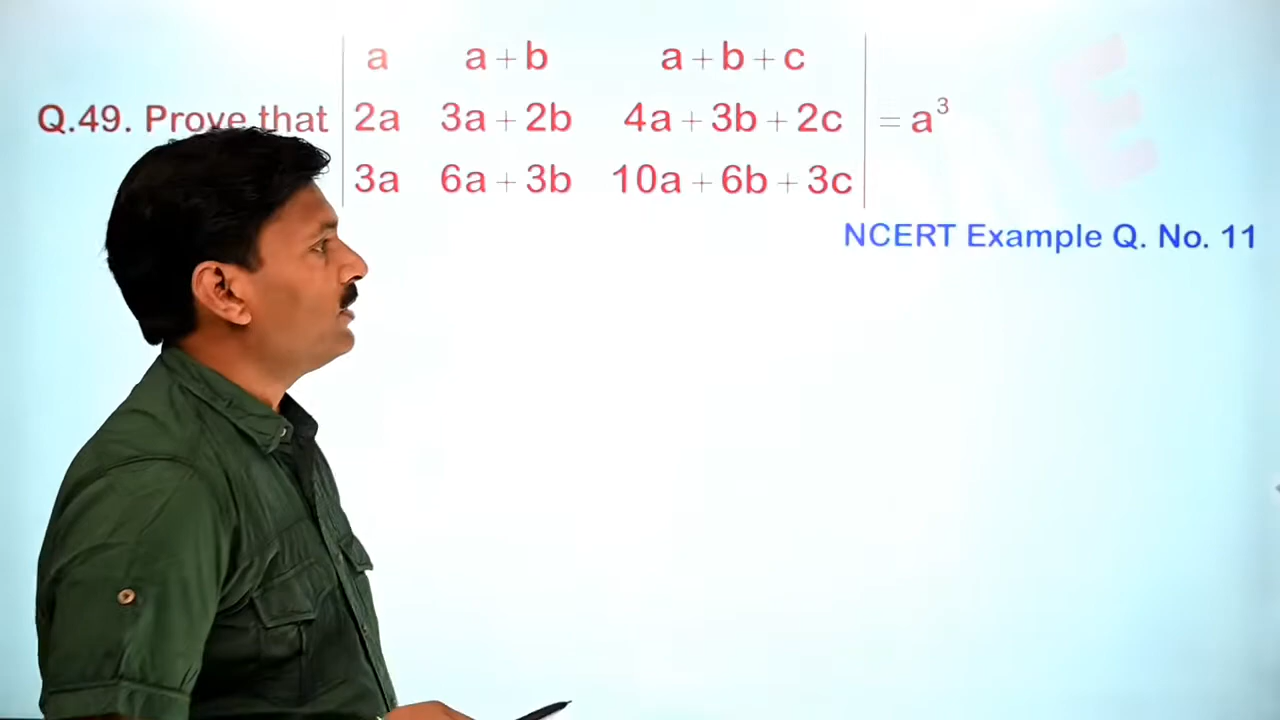 a a + b a + b + c
Q.49. Prove that 2a 3a + 2b 4a + 3b + 2c = a³
3a 6a + 3b 10a + 6b + 3c
NCERT Example Q. No. 11